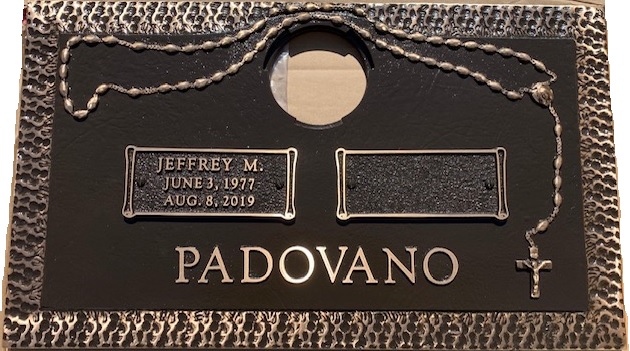 JEFFREY M.
JUNE 3, 1977
AUG. 8, 2019
PADOVANO